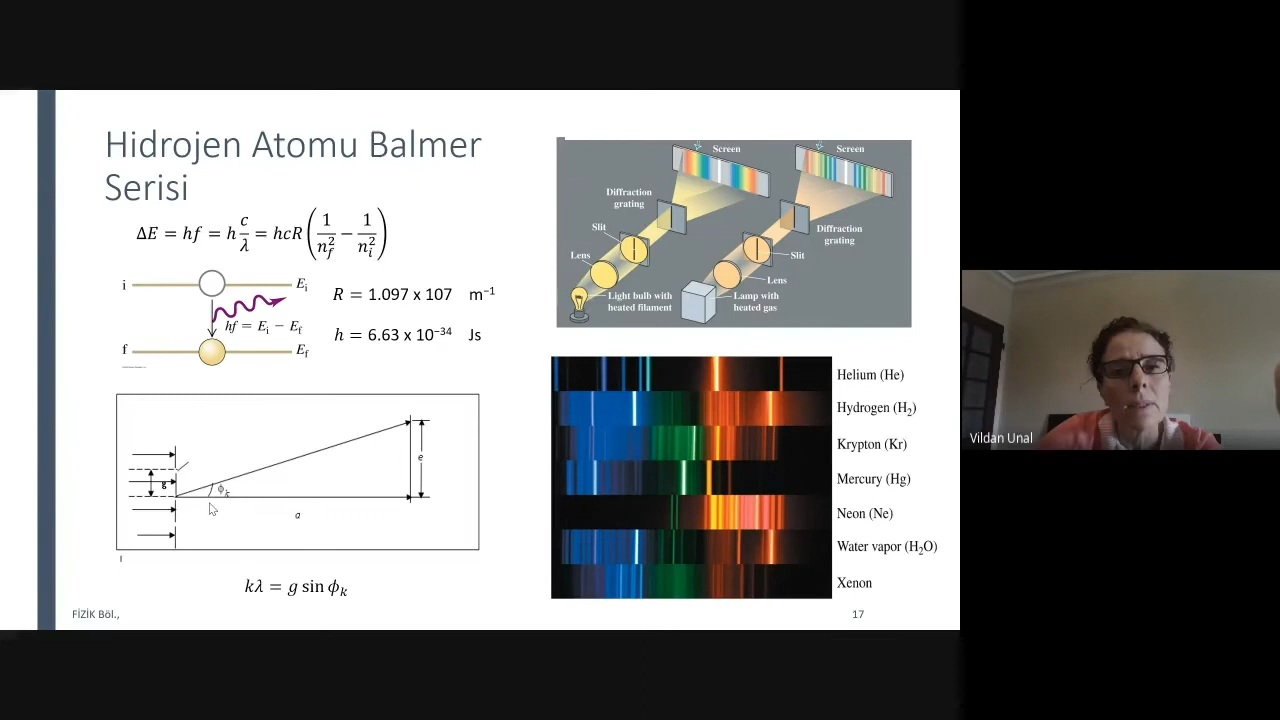 Hidrojen Atomu Balmer
Serisi
ΔE = hf = h c/λ = hcR (1/n_f² − 1/n_i²)
i
E_i
R = 1.097 x 107 m⁻¹
hf = E_i − E_f
h = 6.63 x 10⁻³⁴ Js
f
E_f
g
ϕ_k
e
a
kλ = g sin ϕ_k
FİZİK Böl.,
17
Screen
Screen
Diffraction
grating
Slit
Lens
Light bulb with
heated filament
Diffraction
grating
Slit
Lens
Lamp with
heated gas
Helium (He)
Hydrogen (H₂)
Krypton (Kr)
Mercury (Hg)
Neon (Ne)
Water vapor (H₂O)
Xenon
Vildan Unal